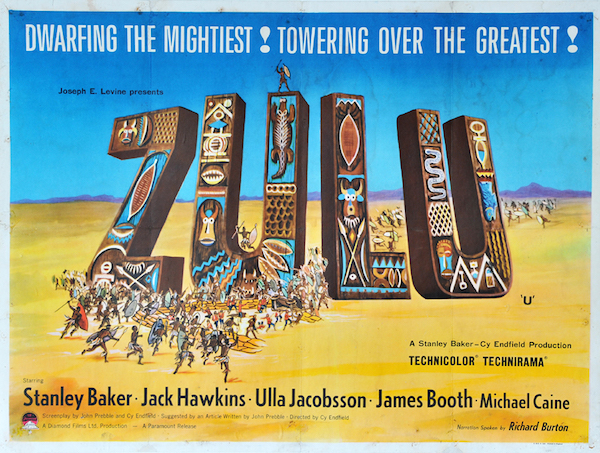 DWARFING THE MIGHTIEST! TOWERING OVER THE GREATEST!
Joseph E. Levine presents
ZULU
'U'
A Stanley Baker - Cy Endfield Production
TECHNICOLOR® TECHNIRAMA®
Starring
Stanley Baker · Jack Hawkins · Ulla Jacobsson · James Booth · Michael Caine
Screenplay by John Prebble and Cy Endfield · Suggested by an Article Written by John Prebble · Directed by Cy Endfield
A Diamond Films Ltd. Production. — A Paramount Release
Narration Spoken by Richard Burton